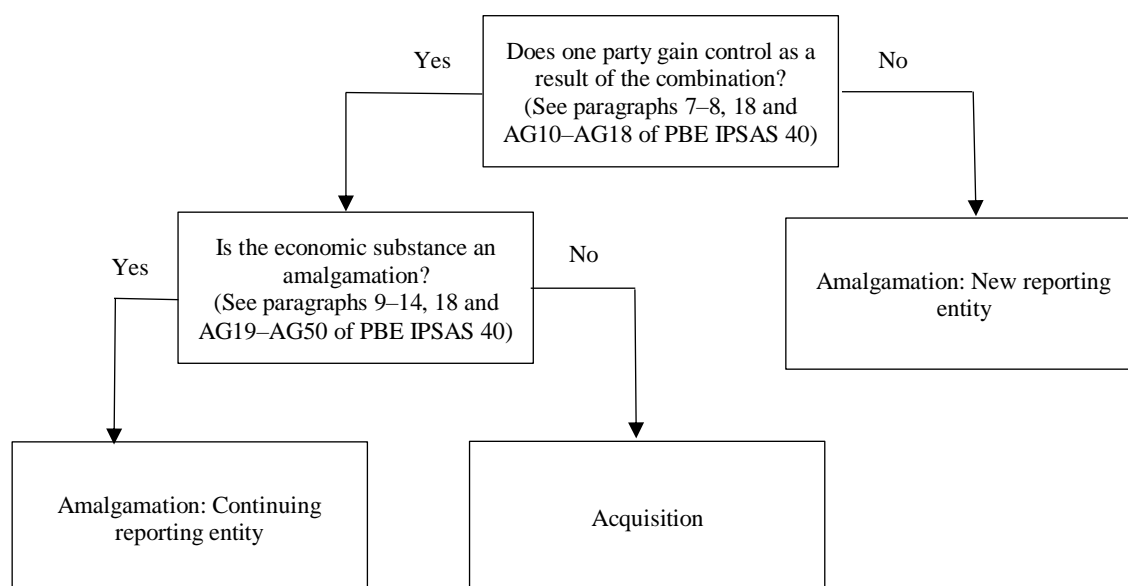 Does one party gain control as a
result of the combination?
(See paragraphs 7–8, 18 and
AG10–AG18 of PBE IPSAS 40)
Yes
No
Is the economic substance an
amalgamation?
(See paragraphs 9–14, 18 and
AG19–AG50 of PBE IPSAS 40)
Yes
No
Amalgamation: New reporting
entity
Amalgamation: Continuing
reporting entity
Acquisition